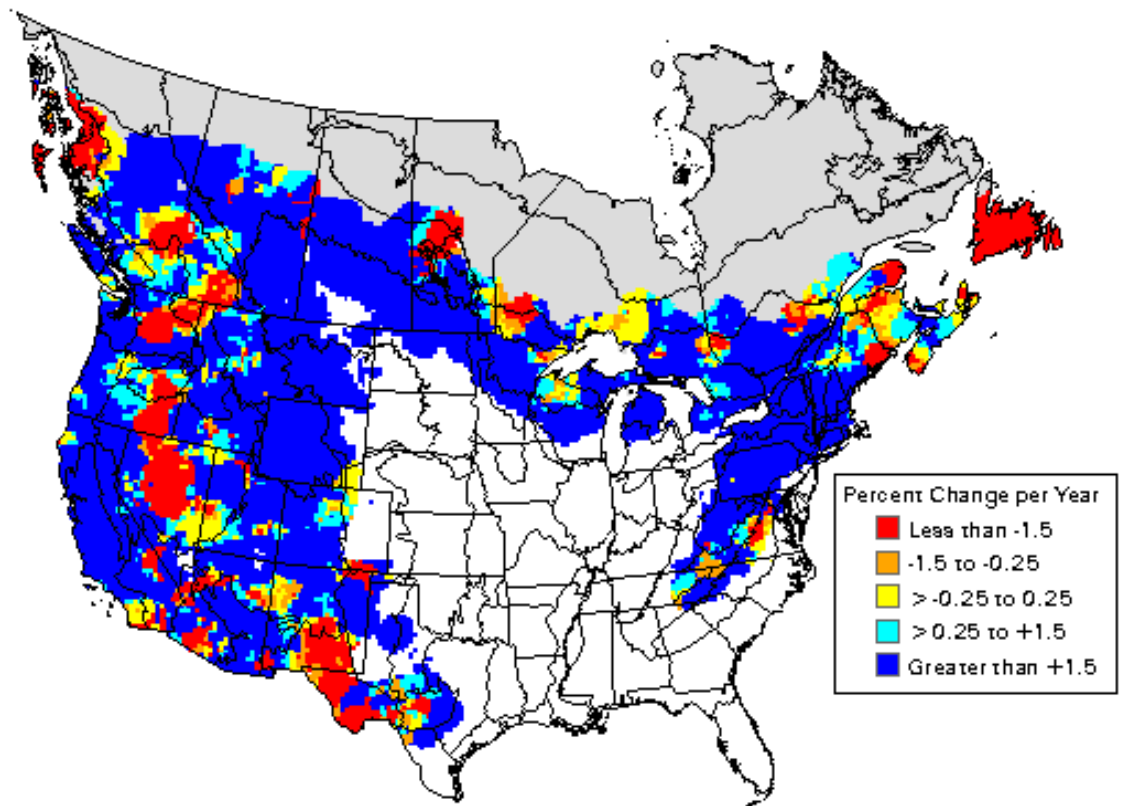 Percent Change per Year
Less than -1.5
-1.5 to -0.25
> -0.25 to 0.25
> 0.25 to +1.5
Greater than +1.5